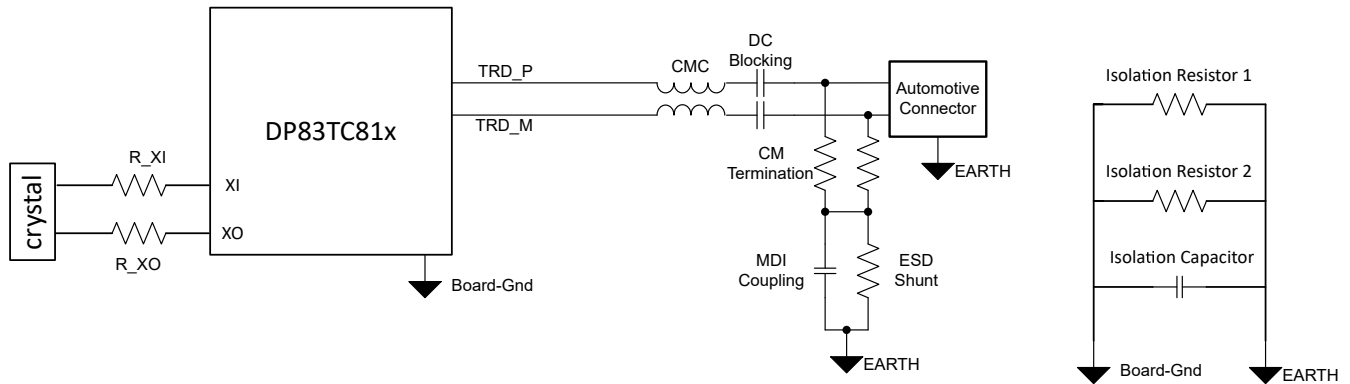 DP83TC81x
crystal
R_XI
R_XO
XI
XO
Board-Gnd
TRD_P
TRD_M
CMC
DC
Blocking
Automotive
Connector
EARTH
CM
Termination
MDI
Coupling
ESD
Shunt
EARTH
Isolation Resistor 1
Isolation Resistor 2
Isolation Capacitor
Board-Gnd
EARTH